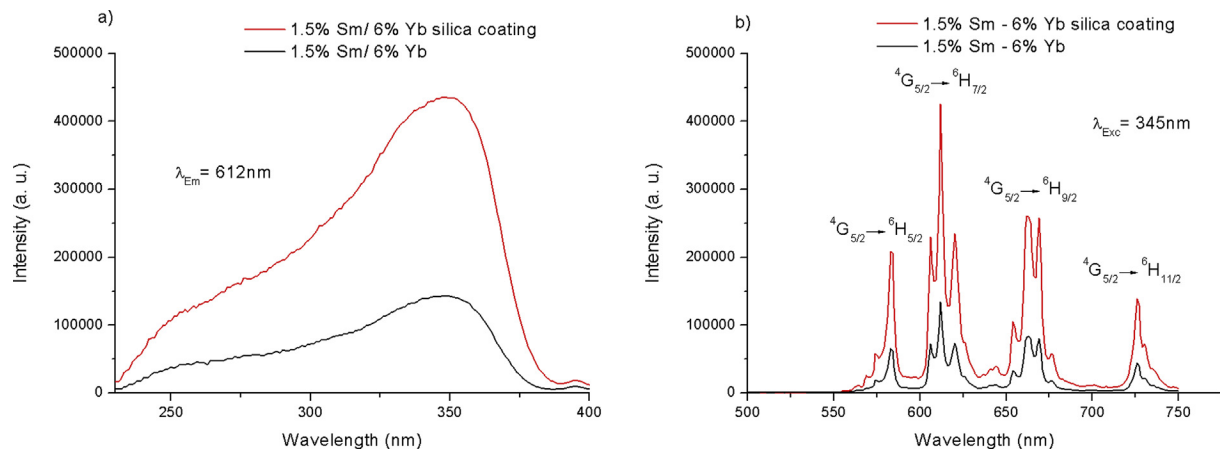 a)
1.5% Sm/ 6% Yb silica coating
1.5% Sm/ 6% Yb
500000
400000
300000
200000
100000
0
Intensity (a. u.)
λEm= 612nm
250
300
350
400
Wavelength (nm)
b)
1.5% Sm - 6% Yb silica coating
1.5% Sm - 6% Yb
500000
400000
300000
200000
100000
0
Intensity (a. u.)
4G5/2→6H7/2
λExc= 345nm
4G5/2→6H9/2
4G5/2→6H5/2
4G5/2→6H11/2
500
550
600
650
700
750
Wavelength (nm)